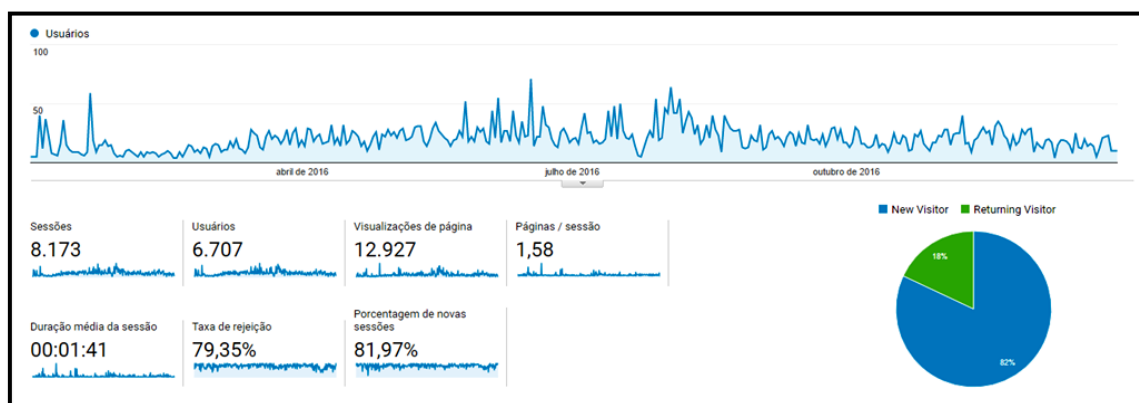 Usuários
100
50
abril de 2016
julho de 2016
outubro de 2016
New Visitor
Returning Visitor
Sessões
8.173
Usuários
6.707
Visualizações de página
12.927
Páginas / sessão
1,58
18%
82%
Duração média da sessão
00:01:41
Taxa de rejeição
79,35%
Porcentagem de novas
sessões
81,97%